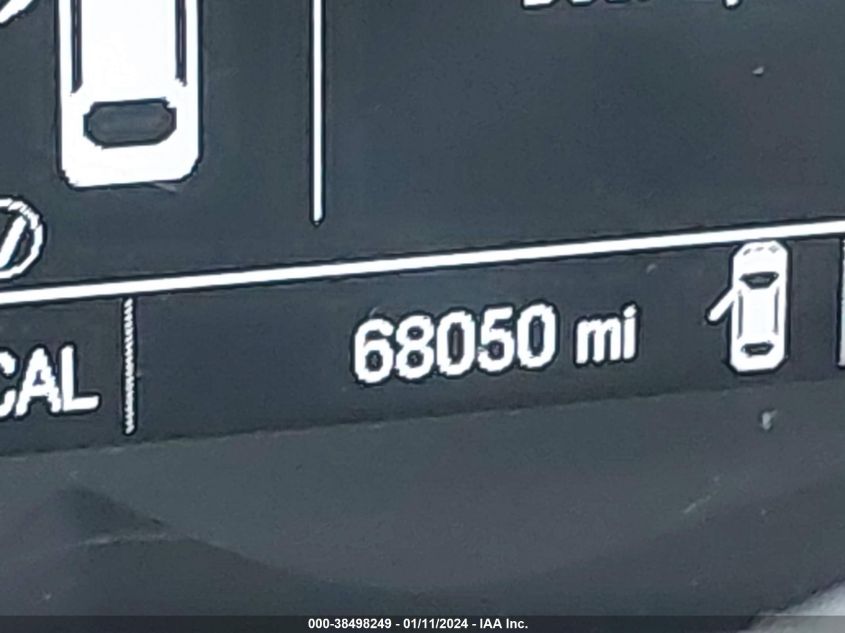 CAL
68050 mi
000-38498249 - 01/11/2024 - IAA Inc.